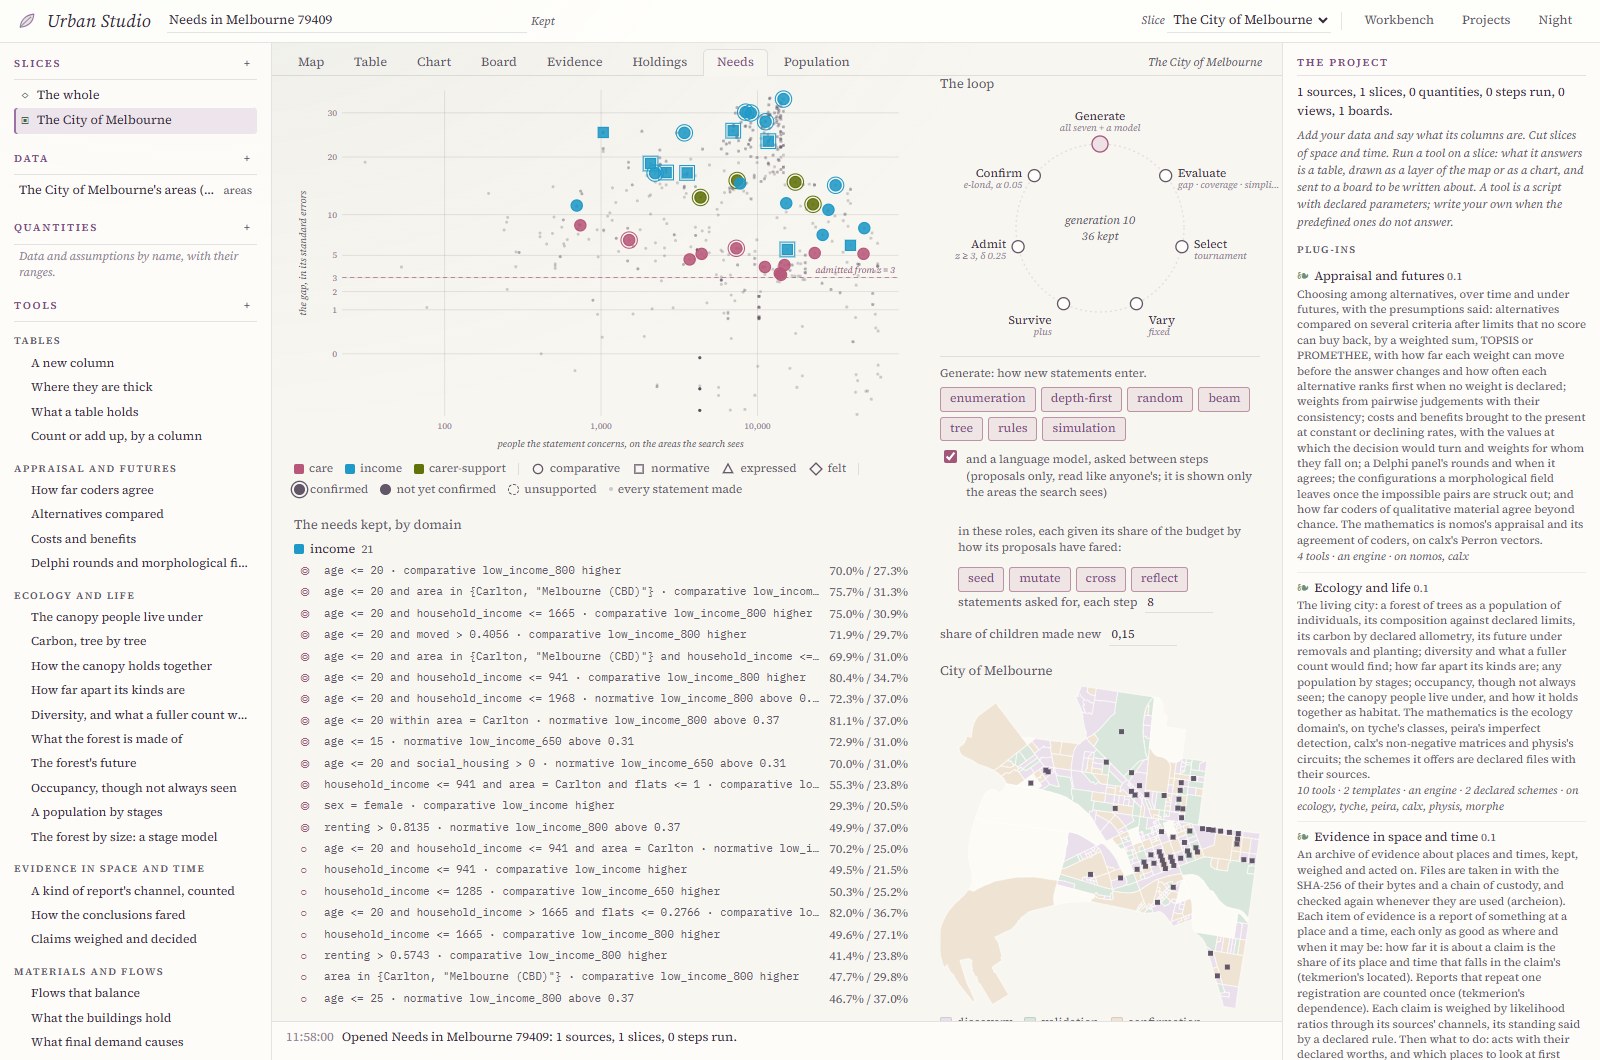 Urban Studio
Needs in Melbourne 79409
Kept
Slice The City of Melbourne
Workbench
Projects
Night
SLICES +
The whole
The City of Melbourne
DATA +
The City of Melbourne's areas (... areas
QUANTITIES +
Data and assumptions by name, with their
ranges.
TOOLS +
TABLES
A new column
Where they are thick
What a table holds
Count or add up, by a column
APPRAISAL AND FUTURES
How far coders agree
Alternatives compared
Costs and benefits
Delphi rounds and morphological fi...
ECOLOGY AND LIFE
The canopy people live under
Carbon, tree by tree
How the canopy holds together
How far apart its kinds are
Diversity, and what a fuller count w...
What the forest is made of
The forest's future
Occupancy, though not always seen
A population by stages
The forest by size: a stage model
EVIDENCE IN SPACE AND TIME
A kind of report's channel, counted
How the conclusions fared
Claims weighed and decided
MATERIALS AND FLOWS
Flows that balance
What the buildings hold
What final demand causes
Map Table Chart Board Evidence Holdings Needs Population
The City of Melbourne
the gap, in its standard errors
30
20
10
5
3
2
1
0
admitted from z = 3
100
1,000
10,000
people the statement concerns, on the areas the search sees
care income carer-support comparative normative expressed felt
confirmed not yet confirmed unsupported every statement made
The needs kept, by domain
income 21
age <= 20 · comparative low_income_800 higher 70.0% / 27.3%
age <= 20 and area in {Carlton, "Melbourne (CBD)"} · comparative low_incom... 75.7% / 31.3%
age <= 20 and household_income <= 1665 · comparative low_income_800 higher 75.0% / 30.9%
age <= 20 and moved > 0.4056 · comparative low_income_800 higher 71.9% / 29.7%
age <= 20 and area in {Carlton, "Melbourne (CBD)"} and household_income <=... 69.9% / 31.0%
age <= 20 and household_income <= 941 · comparative low_income_800 higher 80.4% / 34.7%
age <= 20 and household_income <= 1968 · normative low_income_800 above 0... 72.3% / 37.0%
age <= 20 within area = Carlton · normative low_income_800 above 0.37 81.1% / 37.0%
age <= 15 · normative low_income_650 above 0.31 72.9% / 31.0%
age <= 20 and social_housing > 0 · normative low_income_650 above 0.31 70.0% / 31.0%
household_income <= 941 and area = Carlton and flats <= 1 · comparative lo... 55.3% / 23.8%
sex = female · comparative low_income higher 29.3% / 20.5%
renting > 0.8135 · normative low_income_800 above 0.37 49.9% / 37.0%
age <= 20 and household_income <= 941 and area = Carlton · normative low_i... 70.2% / 25.0%
household_income <= 941 · comparative low_income higher 49.5% / 21.5%
household_income <= 1285 · comparative low_income_650 higher 50.3% / 25.2%
age <= 20 and household_income > 1665 and flats <= 0.2766 · comparative lo... 82.0% / 36.7%
household_income <= 1665 · comparative low_income_800 higher 49.6% / 27.1%
renting > 0.5743 · comparative low_income higher 41.4% / 23.8%
area in {Carlton, "Melbourne (CBD)"} · comparative low_income_800 higher 47.7% / 29.8%
age <= 25 · normative low_income_800 above 0.37 46.7% / 37.0%
The loop
Generate
all seven + a model
Confirm
e-lond, α 0.05
Evaluate
gap · coverage · simpli...
generation 10
36 kept
Admit
z ≥ 3, δ 0.25
Select
tournament
Survive
plus
Vary
fixed
Generate: how new statements enter.
enumeration depth-first random beam
tree rules simulation
and a language model, asked between steps
(proposals only, read like anyone's; it is shown only
the areas the search sees)
in these roles, each given its share of the budget by
how its proposals have fared:
seed mutate cross reflect
statements asked for, each step 8
share of children made new 0,15
City of Melbourne
discovery validation confirmation
11:58:00 Opened Needs in Melbourne 79409: 1 sources, 1 slices, 0 steps run.
THE PROJECT
1 sources, 1 slices, 0 quantities, 0 steps run, 0
views, 1 boards.
Add your data and say what its columns are. Cut slices
of space and time. Run a tool on a slice: what it answers
is a table, drawn as a layer of the map or as a chart, and
sent to a board to be written about. A tool is a script
with declared parameters; write your own when the
predefined ones do not answer.
PLUG-INS
Appraisal and futures 0.1
Choosing among alternatives, over time and under
futures, with the presumptions said: alternatives
compared on several criteria after limits that no score
can buy back, by a weighted sum, TOPSIS or
PROMETHEE, with how far each weight can move
before the answer changes and how often each
alternative ranks first when no weight is declared;
weights from pairwise judgements with their
consistency; costs and benefits brought to the present
at constant or declining rates, with the values at
which the decision would turn and weights for whom
they fall on; a Delphi panel's rounds and when it
agrees; the configurations a morphological field
leaves once the impossible pairs are struck out; and
how far coders of qualitative material agree beyond
chance. The mathematics is nomos's appraisal and its
agreement of coders, on calx's Perron vectors.
4 tools · an engine · on nomos, calx
Ecology and life 0.1
The living city: a forest of trees as a population of
individuals, its composition against declared limits,
its carbon by declared allometry, its future under
removals and planting; diversity and what a fuller
count would find; how far apart its kinds are; any
population by stages; occupancy, though not always
seen; the canopy people live under, and how it holds
together as habitat. The mathematics is the ecology
domain's, on tyche's classes, peira's imperfect
detection, calx's non-negative matrices and physis's
circuits; the schemes it offers are declared files with
their sources.
10 tools · 2 templates · an engine · 2 declared schemes · on
ecology, tyche, peira, calx, physis, morphe
Evidence in space and time 0.1
An archive of evidence about places and times, kept,
weighed and acted on. Files are taken in with the
SHA-256 of their bytes and a chain of custody, and
checked again whenever they are used (archeion).
Each item of evidence is a report of something at a
place and a time, each only as good as where and
when it may be: how far it is about a claim is the
share of its place and time that falls in the claim's
(tekmerion's located). Reports that repeat one
registration are counted once (tekmerion's
dependence). Each claim is weighed by likelihood
ratios through its sources' channels, its standing said
by a declared rule. Then what to do: acts with their
declared worths, and which places to look at first